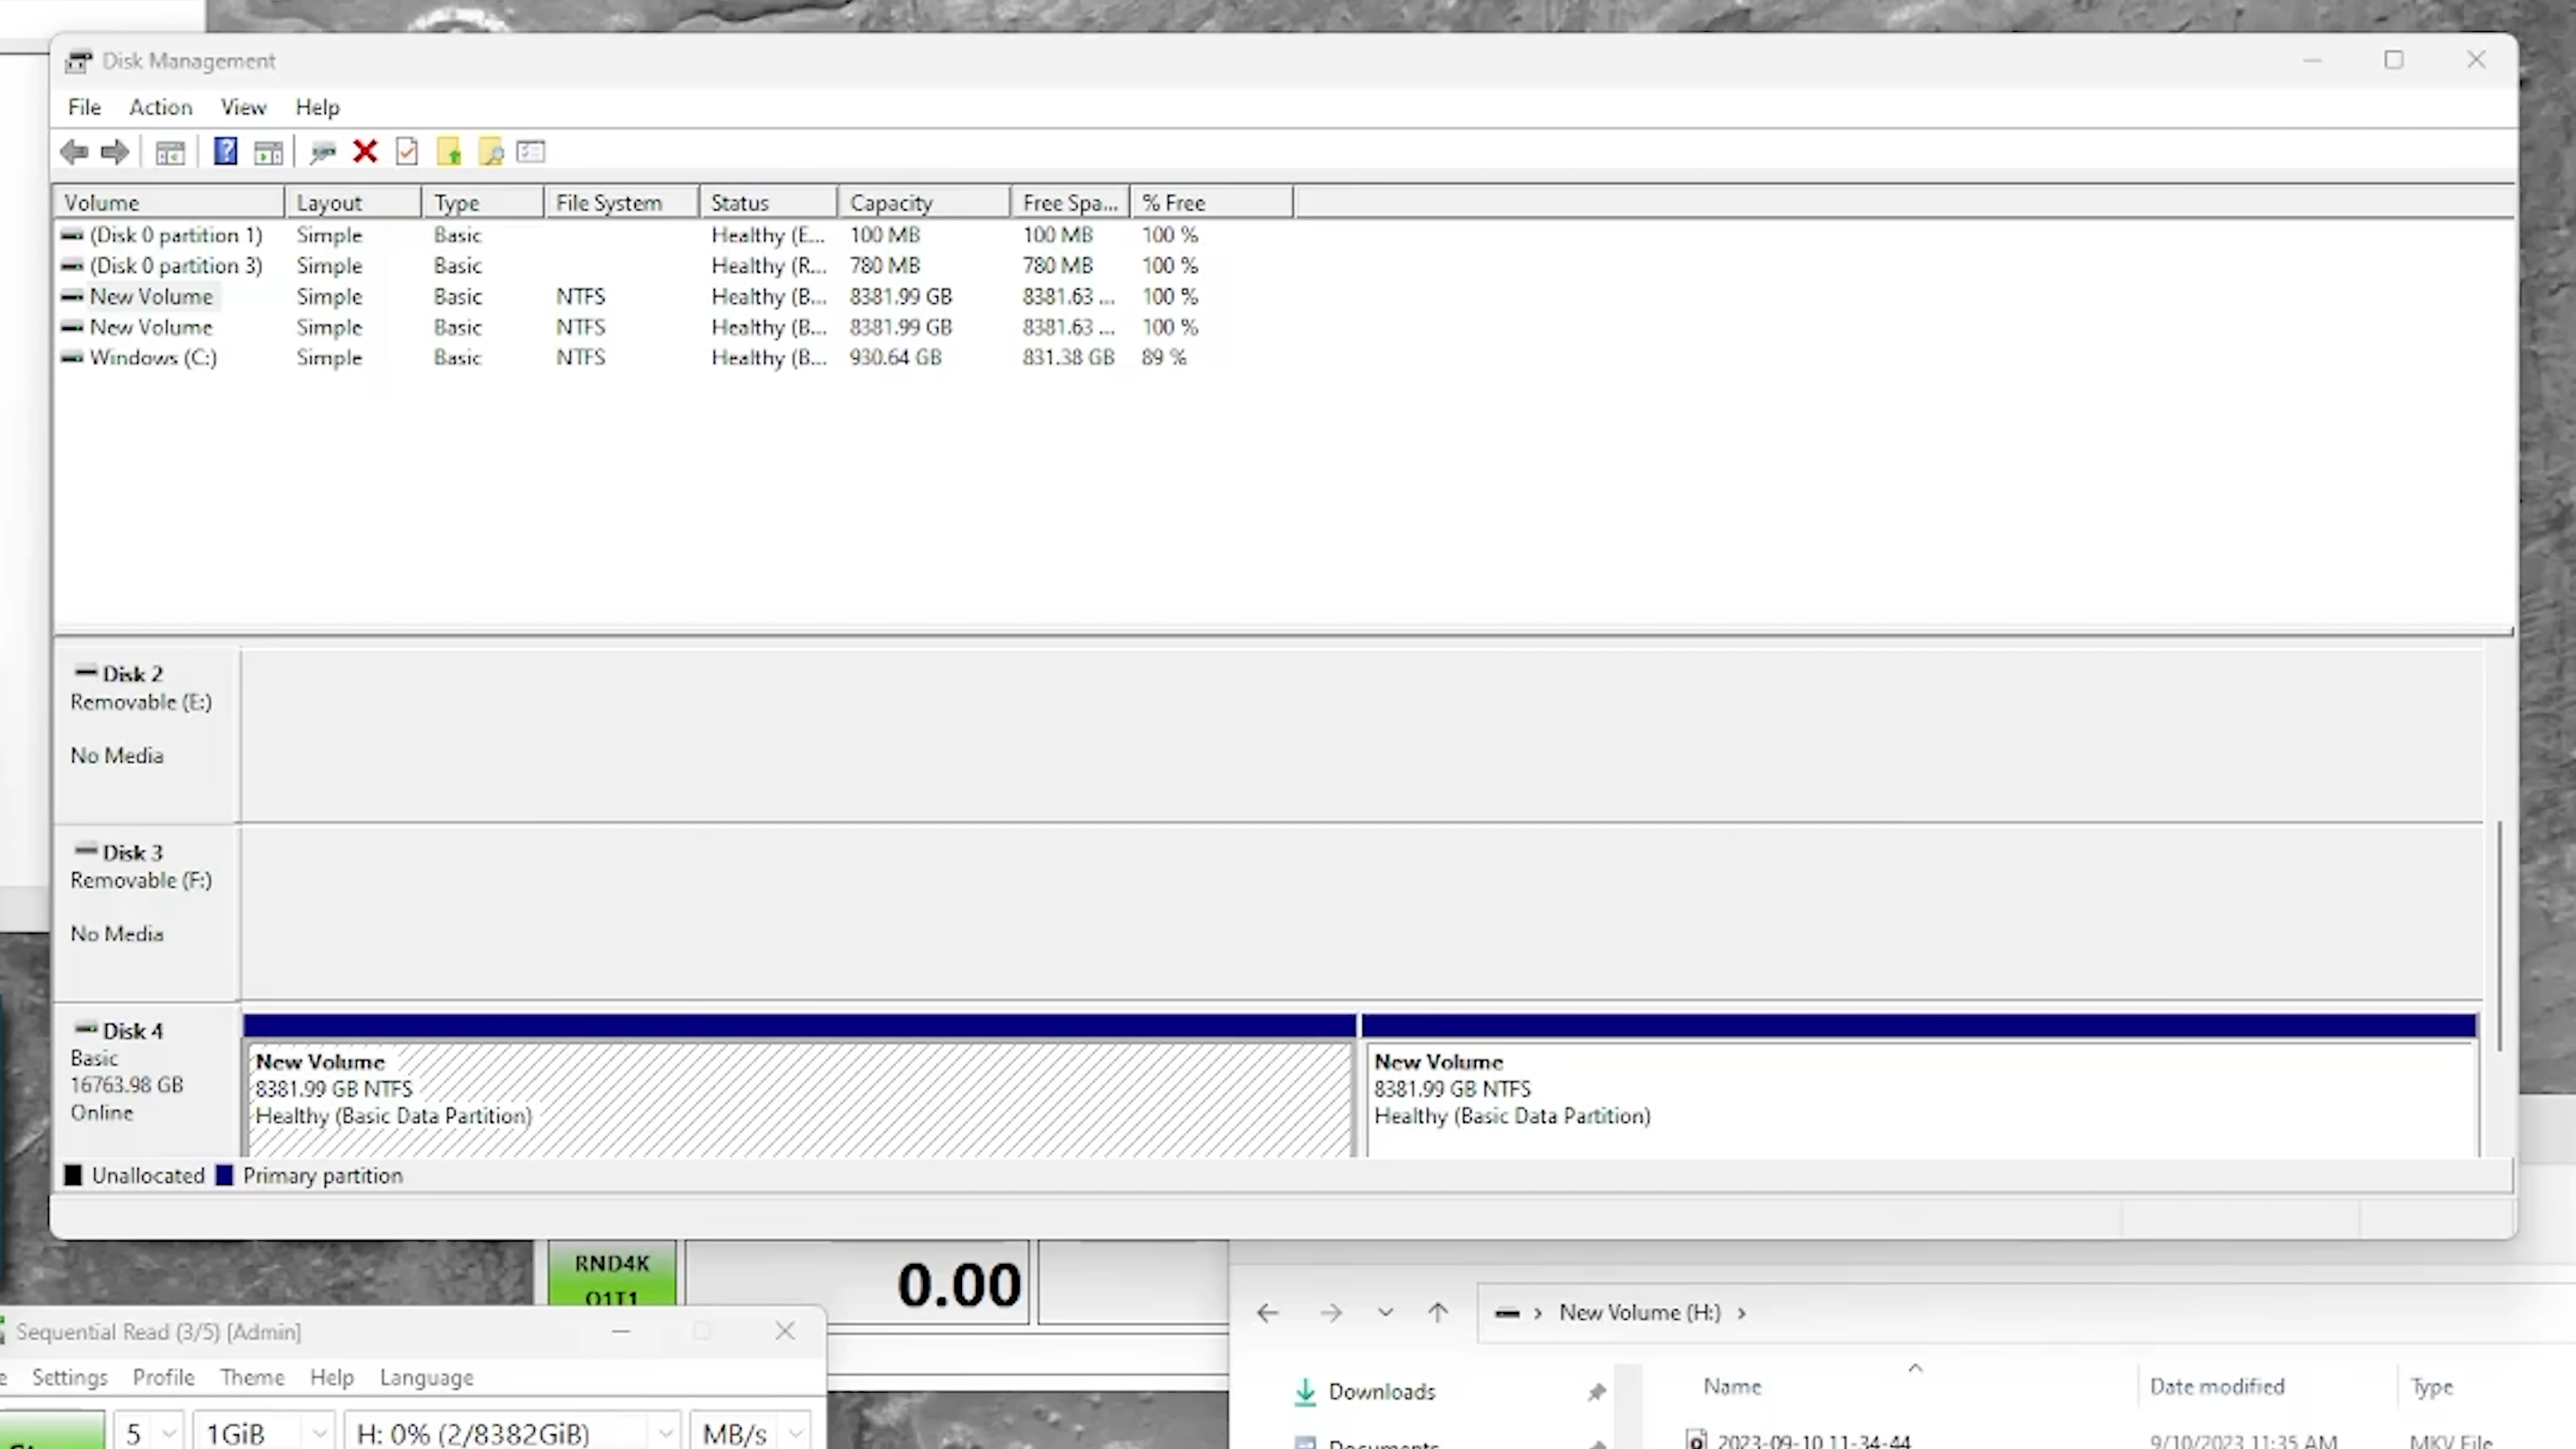 Disk Management
File Action View Help
Volume Layout Type File System Status Capacity Free Spa... % Free
(Disk 0 partition 1) Simple Basic Healthy (E... 100 MB 100 MB 100 %
(Disk 0 partition 3) Simple Basic Healthy (R... 780 MB 780 MB 100 %
New Volume Simple Basic NTFS Healthy (B... 8381.99 GB 8381.63 ... 100 %
New Volume Simple Basic NTFS Healthy (B... 8381.99 GB 8381.63 ... 100 %
Windows (C:) Simple Basic NTFS Healthy (B... 930.64 GB 831.38 GB 89 %
Disk 2
Removable (E:)
No Media
Disk 3
Removable (F:)
No Media
Disk 4
Basic
16763.98 GB
Online
New Volume
8381.99 GB NTFS
Healthy (Basic Data Partition)
New Volume
8381.99 GB NTFS
Healthy (Basic Data Partition)
Unallocated Primary partition
RND4K
Q1T1
0.00
Sequential Read (3/5) [Admin]
Settings Profile Theme Help Language
5 1GiB H: 0% (2/8382GiB) MB/s
New Volume (H:)
Downloads
Documents
Name Date modified Type
2023-09-10 11-34-44 9/10/2023 11:35 AM MKV File